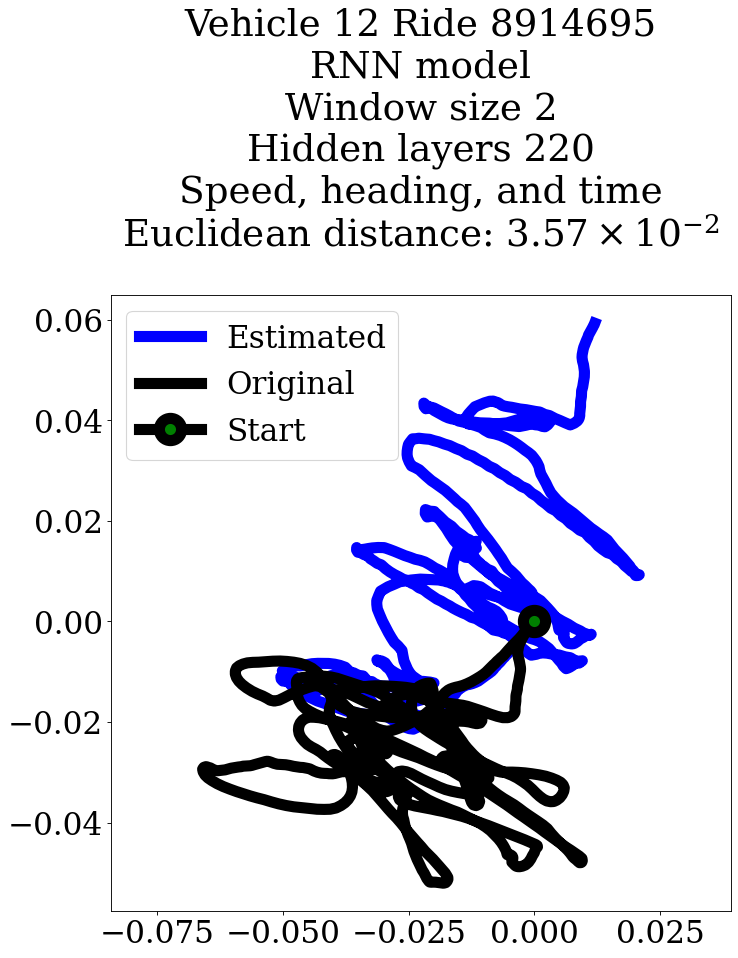 Vehicle 12 Ride 8914695
RNN model
Window size 2
Hidden layers 220
Speed, heading, and time
Euclidean distance: 3.57 × 10⁻²
Estimated
Original
Start
0.06
0.04
0.02
0.00
−0.02
−0.04
−0.075 −0.050 −0.025 0.000 0.025